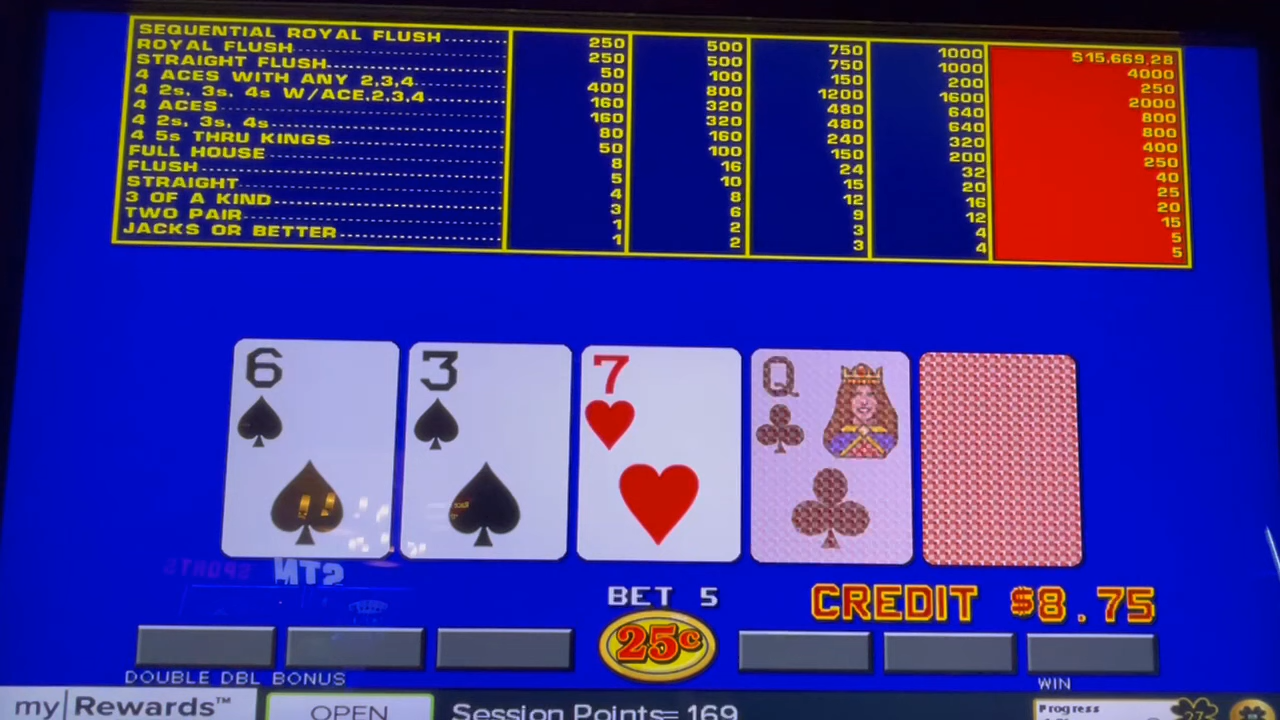 SEQUENTIAL ROYAL FLUSH 250 500 750 1000 $15,669,28
ROYAL FLUSH 250 500 750 1000 4000
STRAIGHT FLUSH 50 100 150 200 250
4 ACES WITH ANY 2,3,4 400 800 1200 1600 2000
4 2s, 3s, 4s W/ACE,2,3,4 160 320 480 640 800
4 ACES 160 320 480 640 800
4 2s, 3s, 4s 80 160 240 320 400
4 5s THRU KINGS 50 100 150 200 250
FULL HOUSE 8 16 24 32 40
FLUSH 5 10 15 20 25
STRAIGHT 4 8 12 16 20
3 OF A KIND 3 6 9 12 15
TWO PAIR 1 2 3 4 5
JACKS OR BETTER 1 2 3 4 5
6 3 7 Q
STN SPORTS
BET 5 CREDIT $8.75
25¢
DOUBLE DBL BONUS WIN
my|Rewards™ OPEN Session Points= 169 Progress